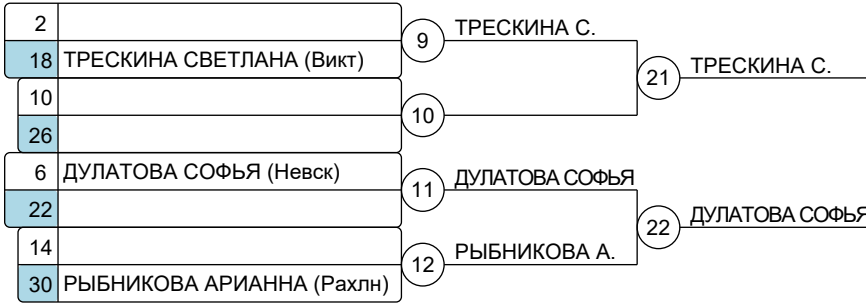 2
18 ТРЕСКИНА СВЕТЛАНА (Викт)
9 ТРЕСКИНА С.
21 ТРЕСКИНА С.
10
26
10
6 ДУЛАТОВА СОФЬЯ (Невск)
22
11 ДУЛАТОВА СОФЬЯ
22 ДУЛАТОВА СОФЬЯ
14
30 РЫБНИКОВА АРИАННА (Рахлн)
12 РЫБНИКОВА А.